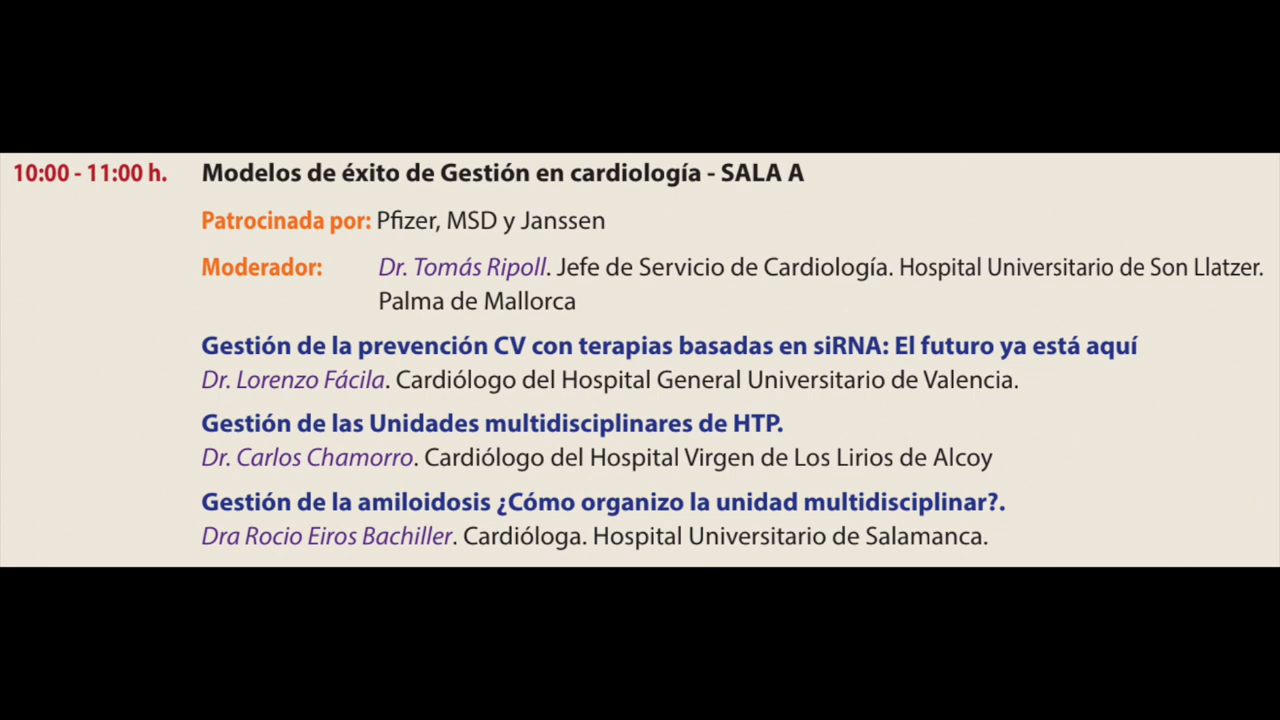 10:00 - 11:00 h. Modelos de éxito de Gestión en cardiología - SALA A
Patrocinada por: Pfizer, MSD y Janssen
Moderador: Dr. Tomás Ripoll. Jefe de Servicio de Cardiología. Hospital Universitario de Son Llatzer.
Palma de Mallorca
Gestión de la prevención CV con terapias basadas en siRNA: El futuro ya está aquí
Dr. Lorenzo Fácila. Cardiólogo del Hospital General Universitario de Valencia.
Gestión de las Unidades multidisciplinares de HTP.
Dr. Carlos Chamorro. Cardiólogo del Hospital Virgen de Los Lirios de Alcoy
Gestión de la amiloidosis ¿Cómo organizo la unidad multidisciplinar?.
Dra Rocio Eiros Bachiller. Cardióloga. Hospital Universitario de Salamanca.